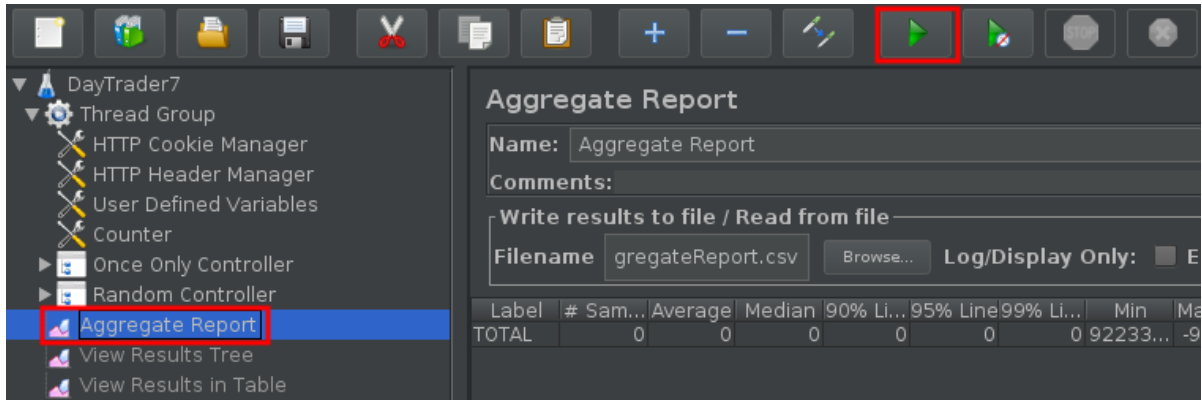 STOP
DayTrader7
Thread Group
HTTP Cookie Manager
HTTP Header Manager
User Defined Variables
Counter
Once Only Controller
Random Controller
Aggregate Report
View Results Tree
View Results in Table
Aggregate Report
Name: Aggregate Report
Comments:
Write results to file / Read from file
Filename gregateReport.csv Browse... Log/Display Only: E
Label # Sam... Average Median 90% Li... 95% Line 99% Li... Min Ma
TOTAL 0 0 0 0 0 0 92233... -9